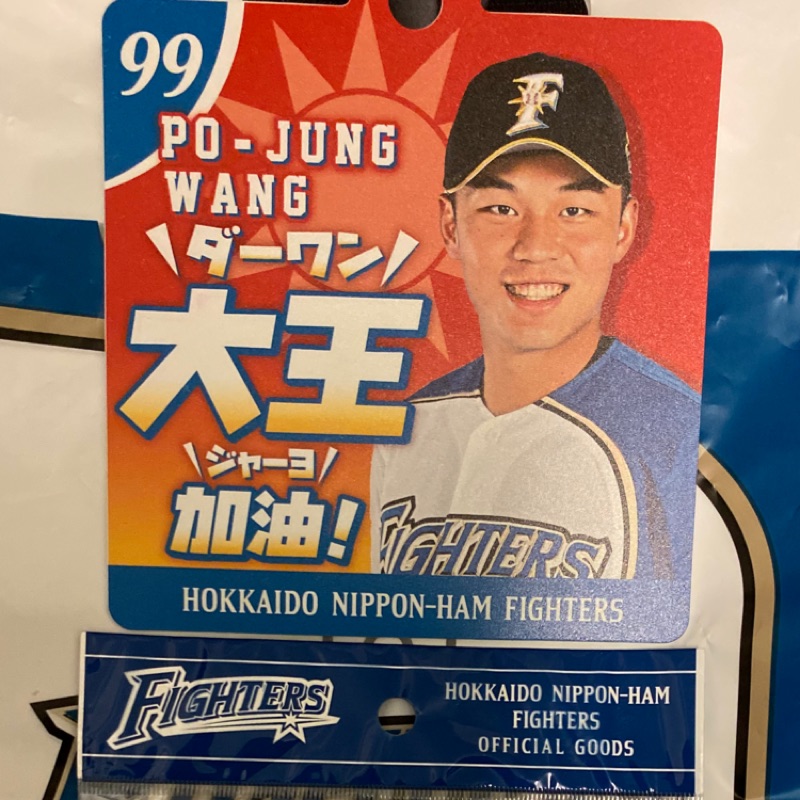 99
PO-JUNG
WANG
\ダーワン/
大王
\ジャーヨ/
加油!
F
FIGHTERS
HOKKAIDO NIPPON-HAM FIGHTERS
FIGHTERS
HOKKAIDO NIPPON-HAM
FIGHTERS
OFFICIAL GOODS